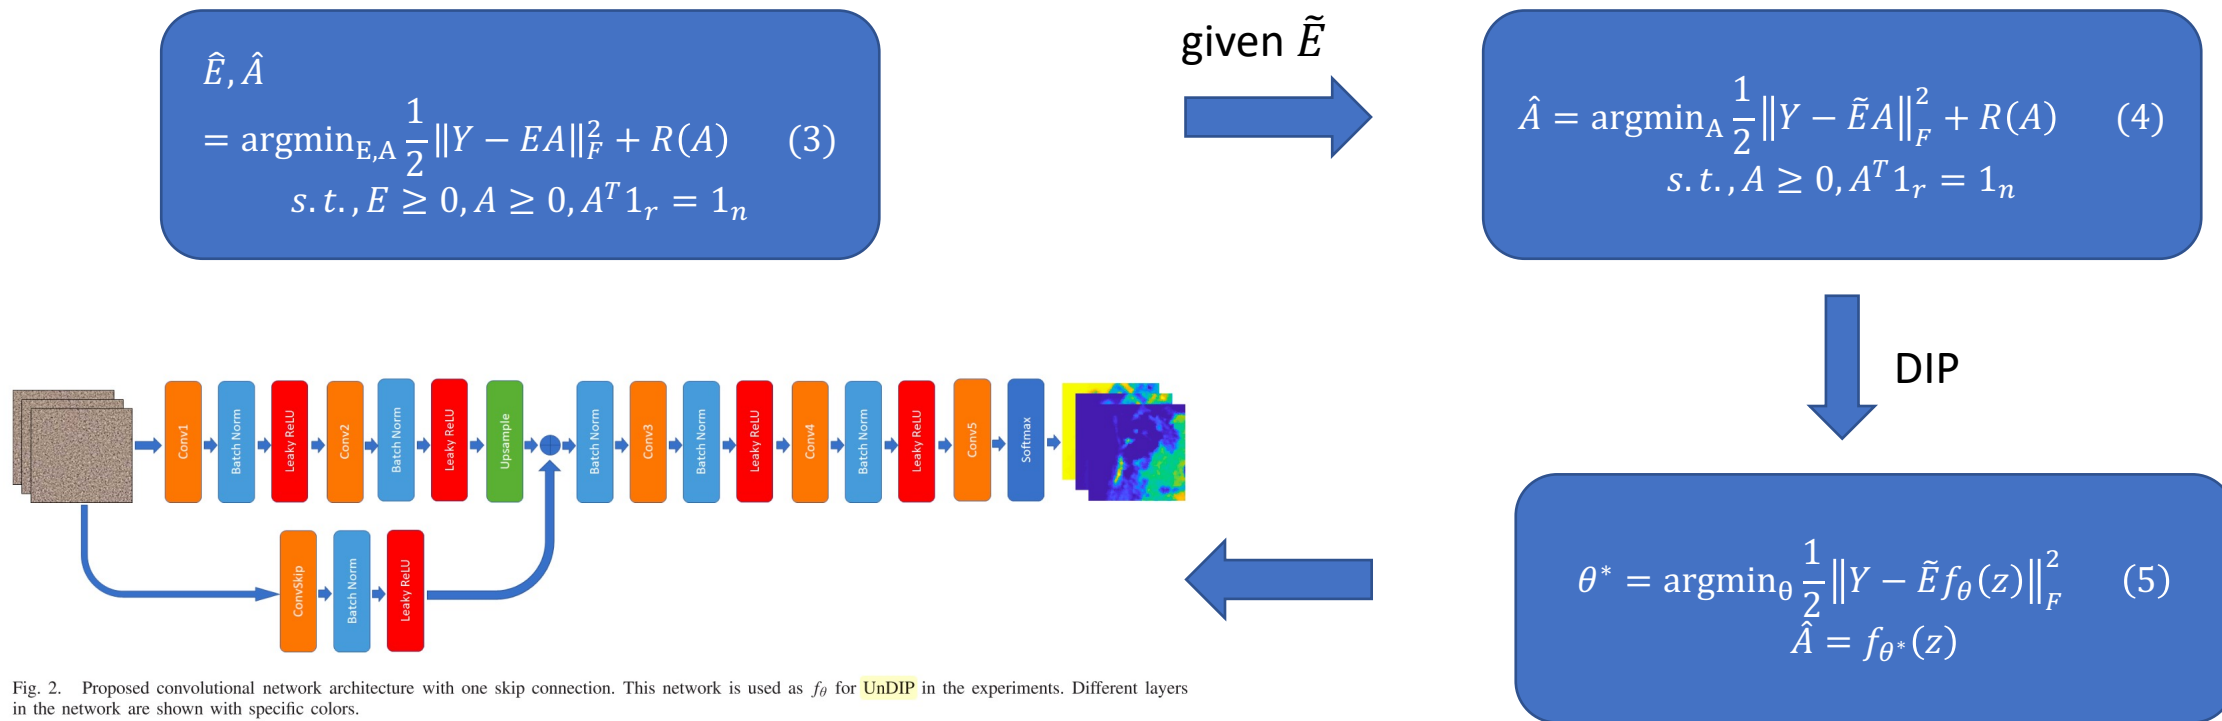 Ê, Â
= argmin_{E,A} 1/2 ‖Y − EA‖²_F + R(A) (3)
s.t., E ≥ 0, A ≥ 0, A^T 1_r = 1_n
given Ẽ
Â = argmin_A 1/2 ‖Y − ẼA‖²_F + R(A) (4)
s.t., A ≥ 0, A^T 1_r = 1_n
DIP
θ* = argmin_θ 1/2 ‖Y − Ẽf_θ(z)‖²_F (5)
Â = f_{θ*}(z)
Conv1
Batch Norm
Leaky ReLU
Conv2
Batch Norm
Leaky ReLU
Upsample
Batch Norm
Conv3
Batch Norm
Leaky ReLU
Conv4
Batch Norm
Leaky ReLU
Conv5
Softmax
ConvSkip
Batch Norm
Leaky ReLU
Fig. 2. Proposed convolutional network architecture with one skip connection. This network is used as f_θ for UnDIP in the experiments. Different layers
in the network are shown with specific colors.